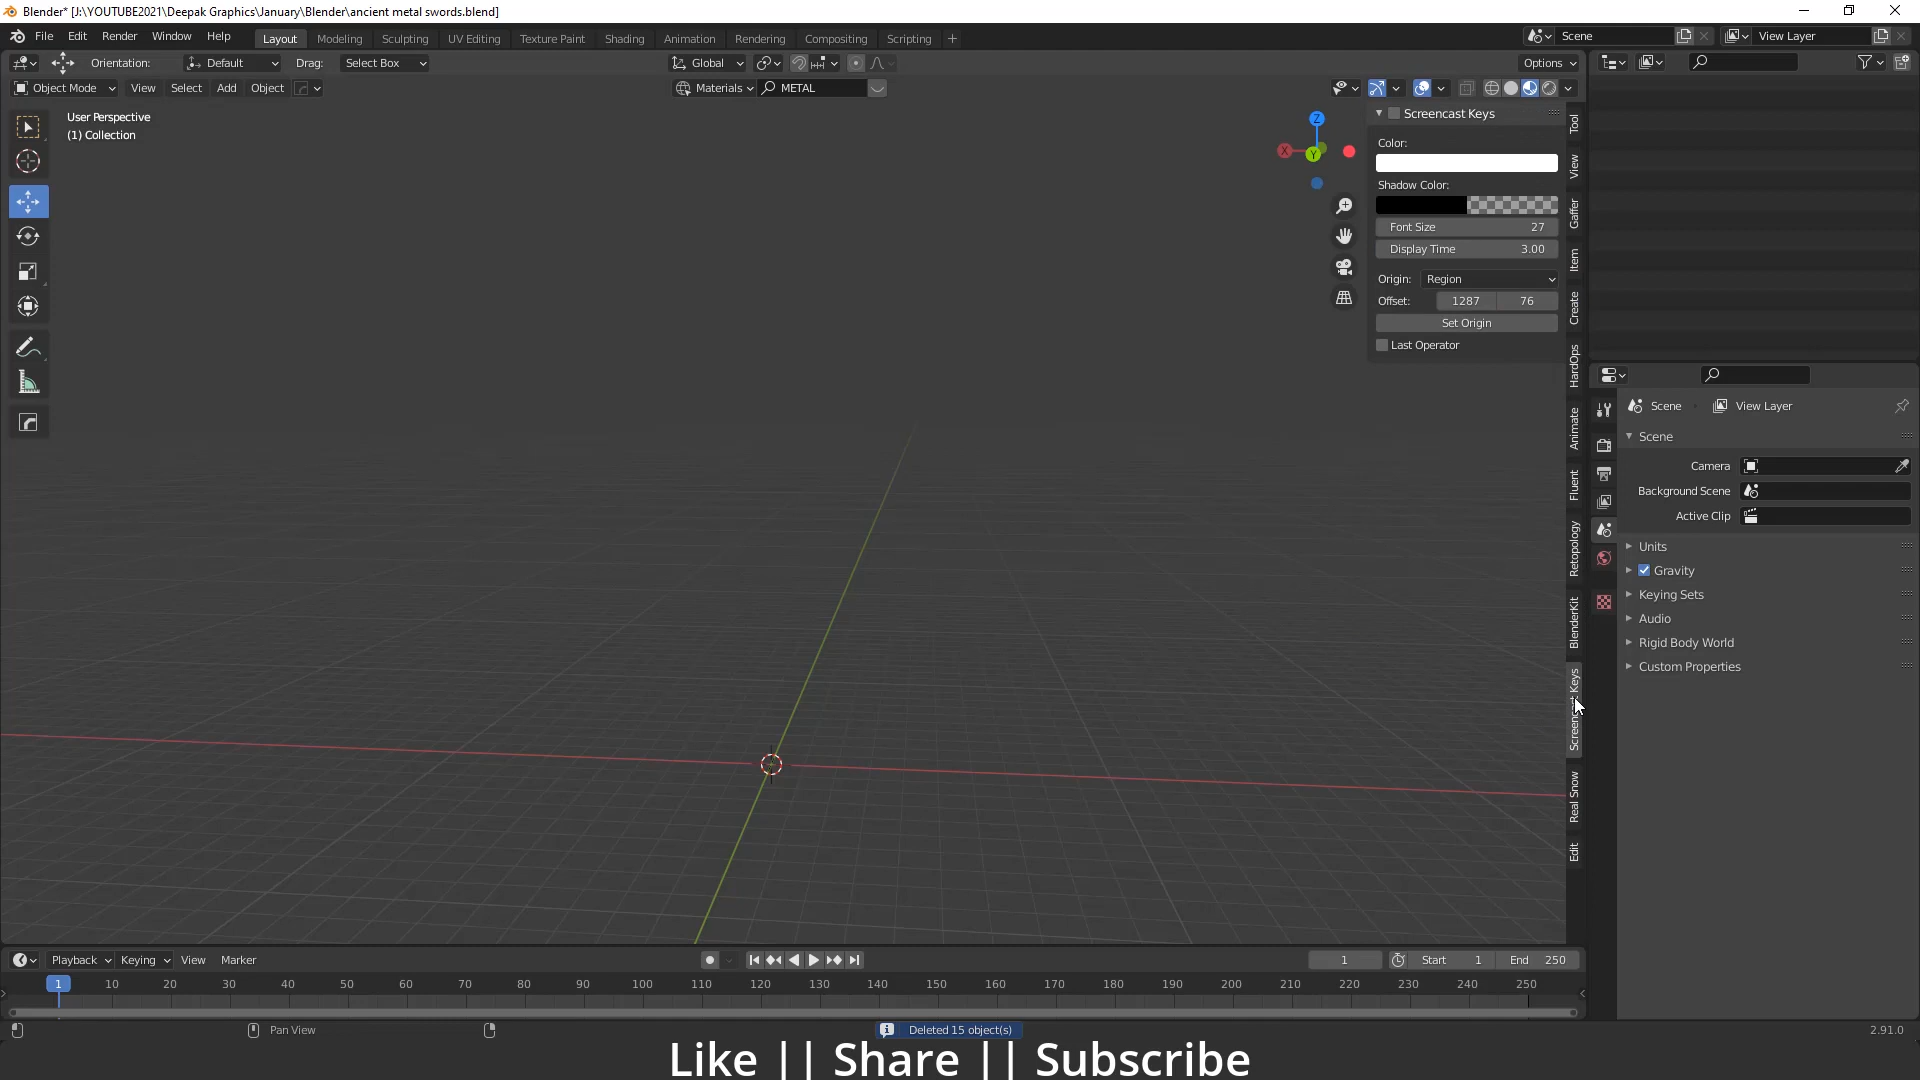 Blender* [J:\YOUTUBE2021\Deepak Graphics\January\Blender\ancient metal swords.blend]
File Edit Render Window Help Layout Modeling Sculpting UV Editing Texture Paint Shading Animation Rendering Compositing Scripting + Scene View Layer
Orientation: Default Drag: Select Box Global Options
Object Mode View Select Add Object Materials METAL
User Perspective
(1) Collection
Z
X
Y
Screencast Keys
Color:
Shadow Color:
Font Size 27
Display Time 3.00
Origin: Region
Offset: 1287 76
Set Origin
Last Operator
Tool
View
Gaffer
Item
Create
HardOps
Animate
Fluent
Retopology
BlenderKit
Screencast Keys
Real Snow
Edit
Scene View Layer
Scene
Camera
Background Scene
Active Clip
Units
Gravity
Keying Sets
Audio
Rigid Body World
Custom Properties
Playback Keying View Marker 1 Start 1 End 250
1 10 20 30 40 50 60 70 80 90 100 110 120 130 140 150 160 170 180 190 200 210 220 230 240 250
Pan View Deleted 15 object(s) 2.91.0
Like || Share || Subscribe